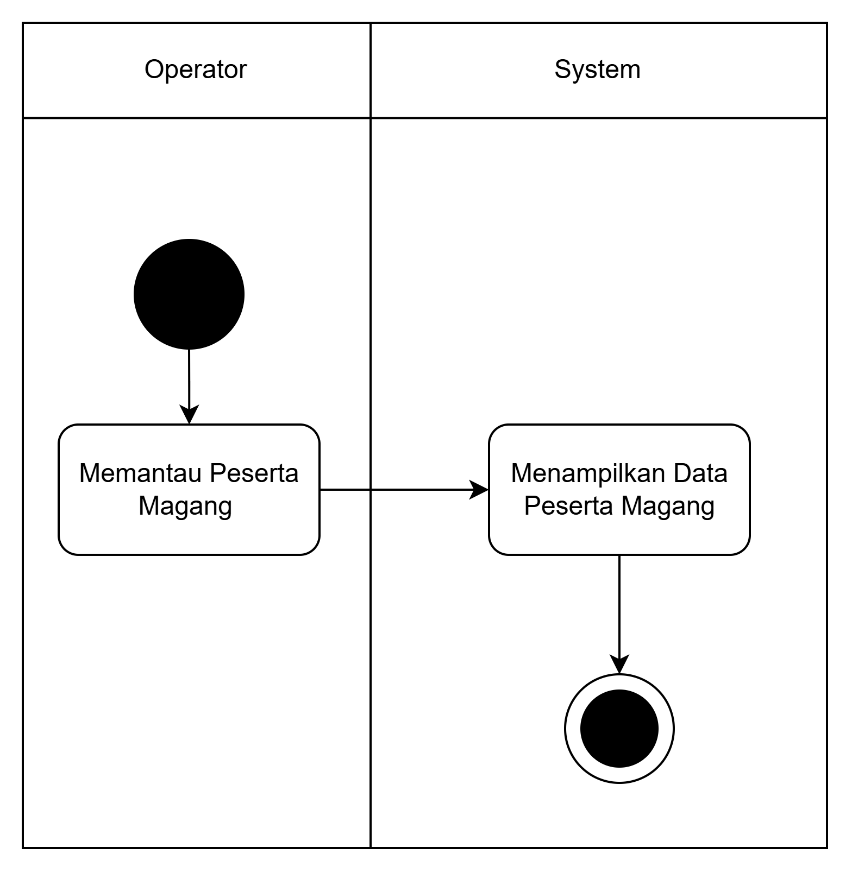 Operator
System
Memantau Peserta
Magang
Menampilkan Data
Peserta Magang